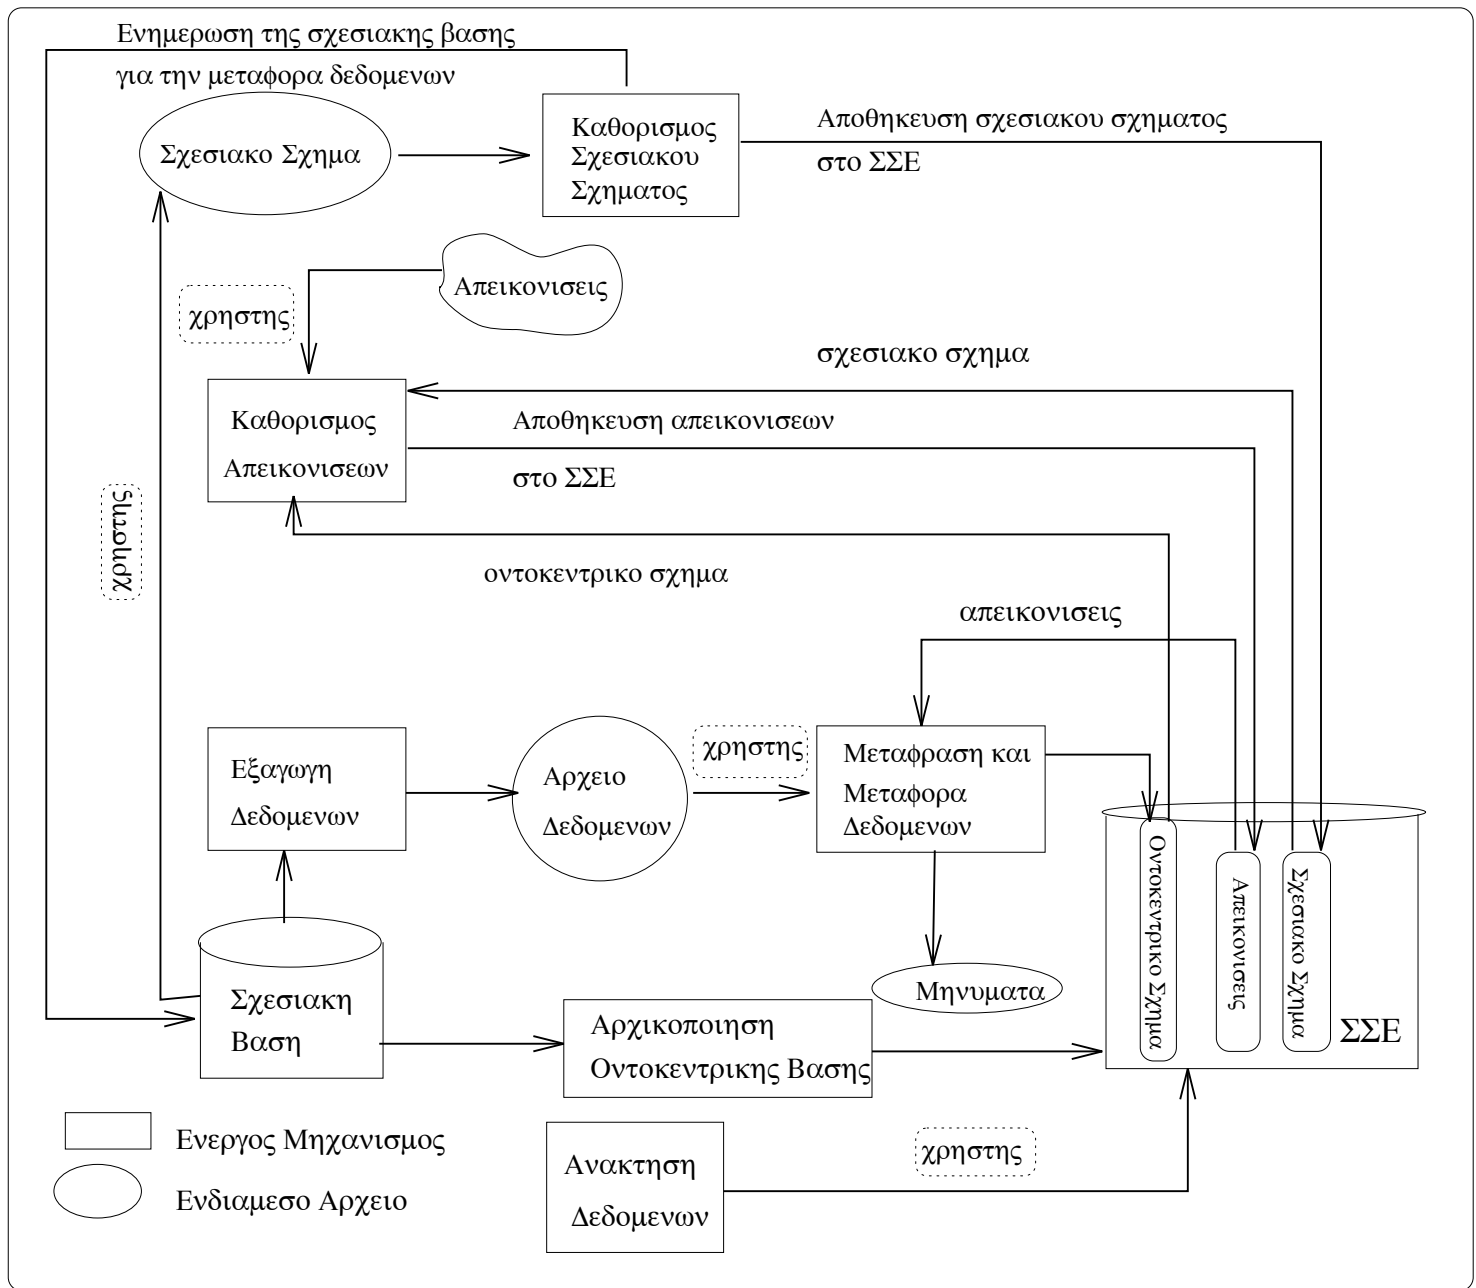 Ενημερωση της σχεσιακης βασης
για την μεταφορα δεδομενων
Σχεσιακο Σχημα
Καθορισμος
Σχεσιακου
Σχηματος
Αποθηκευση σχεσιακου σχηματος
στο ΣΣΕ
Απεικονισεις
χρηστης
σχεσιακο σχημα
Καθορισμος
Απεικονισεων
Αποθηκευση απεικονισεων
στο ΣΣΕ
χρηστης
οντοκεντρικο σχημα
απεικονισεις
Εξαγωγη
Δεδομενων
Αρχειο
Δεδομενων
χρηστης
Μεταφραση και
Μεταφορα
Δεδομενων
Οντοκεντρικο Σχημα
Απεικονισεις
Σχεσιακο Σχημα
ΣΣΕ
Μηνυματα
Σχεσιακη
Βαση
Αρχικοποιηση
Οντοκεντρικης Βασης
Ενεργος Μηχανισμος
Ενδιαμεσο Αρχειο
Ανακτηση
Δεδομενων
χρηστης